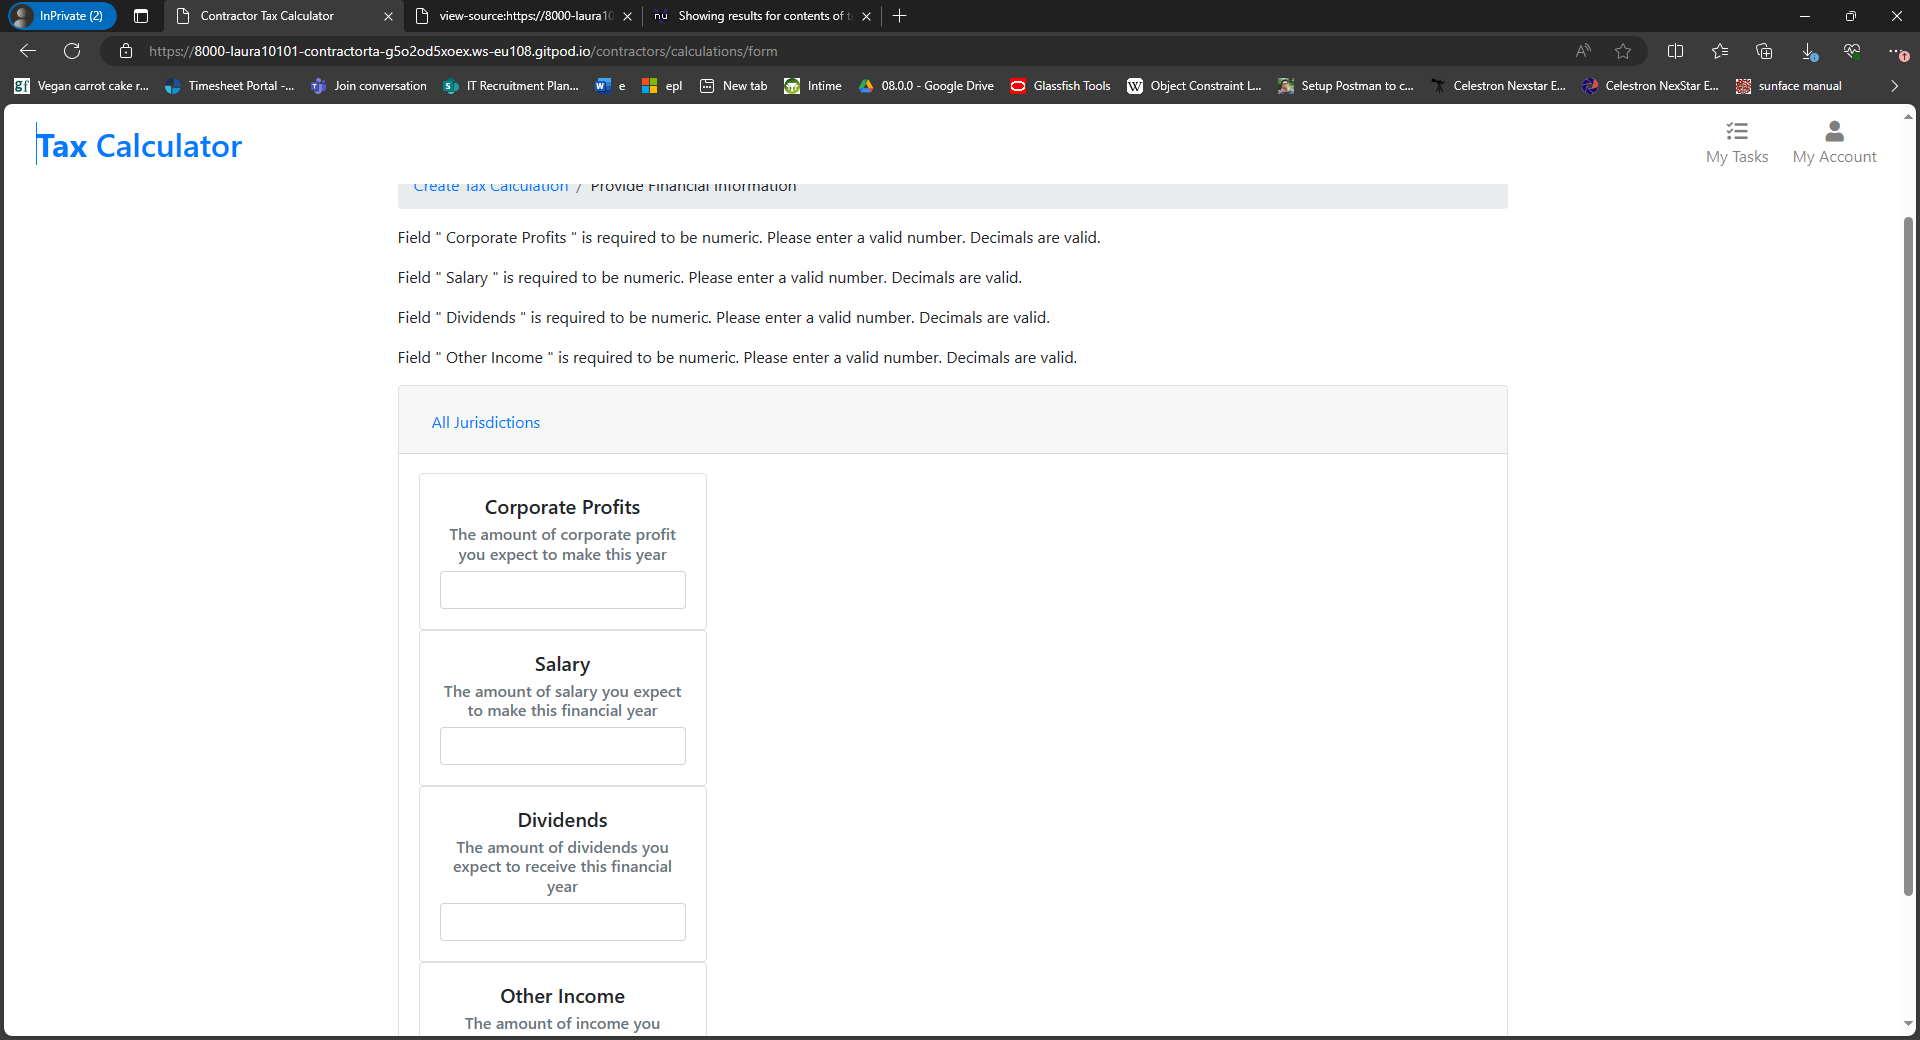 InPrivate (2)
Contractor Tax Calculator
view-source:https://8000-laura10
Showing results for contents of t
https://8000-laura10101-contractorta-g5o2od5xoex.ws-eu108.gitpod.io/contractors/calculations/form
Vegan carrot cake r...
Timesheet Portal -...
Join conversation
IT Recruitment Plan...
e
epl
New tab
Intime
08.0.0 - Google Drive
Glassfish Tools
Object Constraint L...
Setup Postman to c...
Celestron Nexstar E...
Celestron NexStar E...
sunface manual
Tax Calculator
My Tasks
My Account
Create Tax Calculation / Provide Financial Information
Field " Corporate Profits " is required to be numeric. Please enter a valid number. Decimals are valid.
Field " Salary " is required to be numeric. Please enter a valid number. Decimals are valid.
Field " Dividends " is required to be numeric. Please enter a valid number. Decimals are valid.
Field " Other Income " is required to be numeric. Please enter a valid number. Decimals are valid.
All Jurisdictions
Corporate Profits
The amount of corporate profit
you expect to make this year
Salary
The amount of salary you expect
to make this financial year
Dividends
The amount of dividends you
expect to receive this financial
year
Other Income
The amount of income you